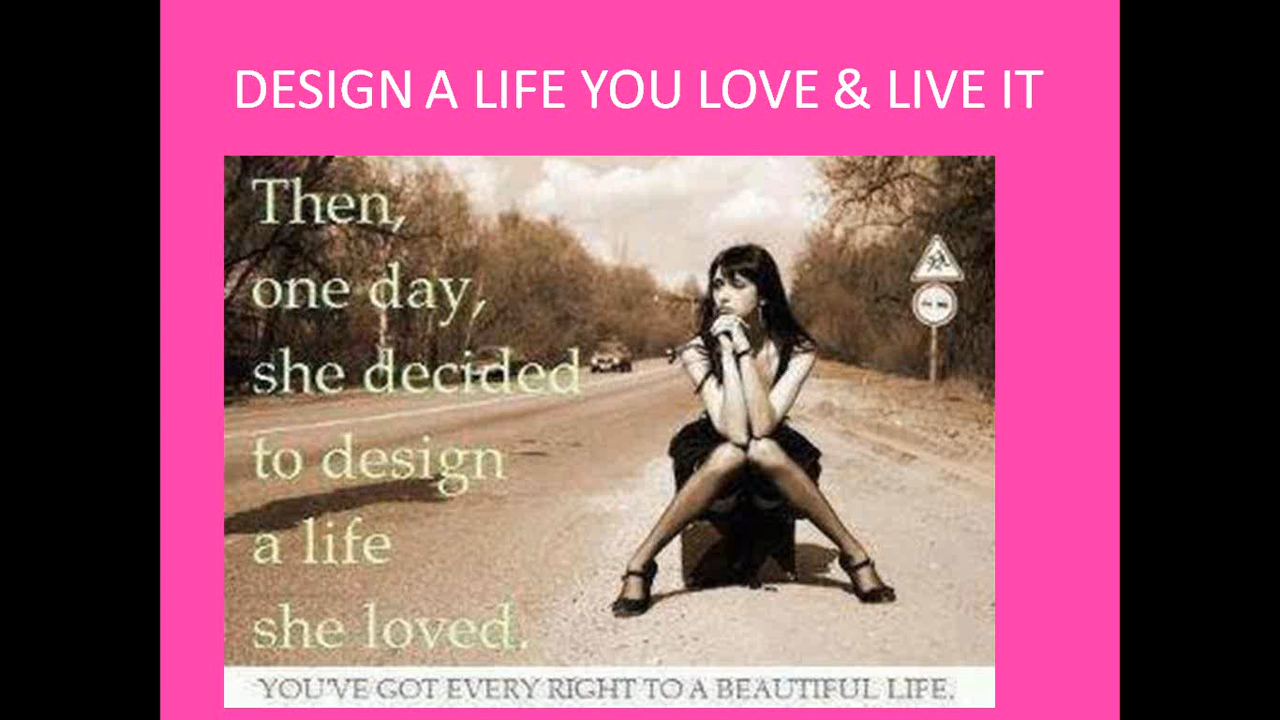 DESIGN A LIFE YOU LOVE & LIVE IT
Then,
one day,
she decided
to design
a life
she loved.
YOU'VE GOT EVERY RIGHT TO A BEAUTIFUL LIFE.